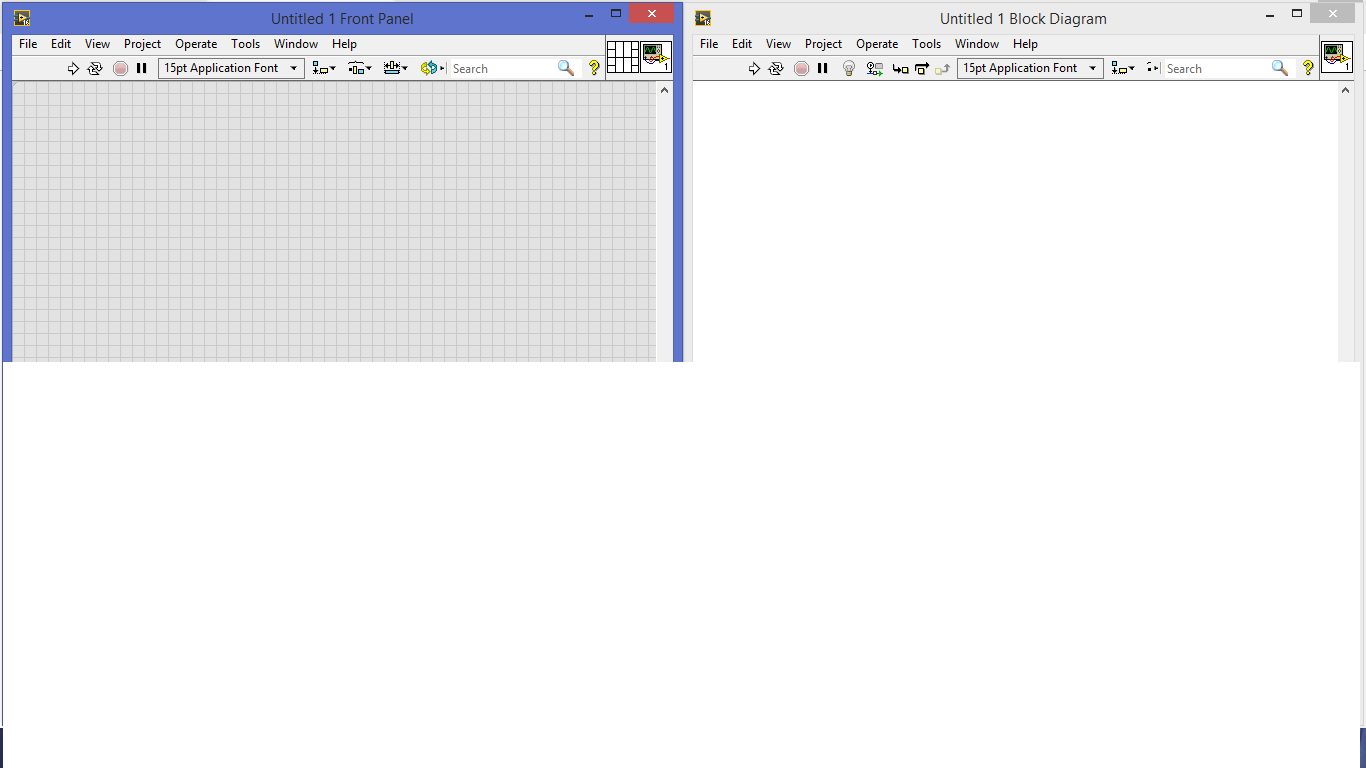 Untitled 1 Front Panel
File Edit View Project Operate Tools Window Help
15pt Application Font Search ?
1
Untitled 1 Block Diagram
File Edit View Project Operate Tools Window Help
15pt Application Font Search ?
1